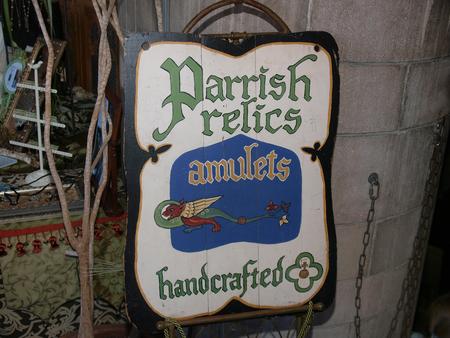 Parrish
relics
amulets
handcrafted